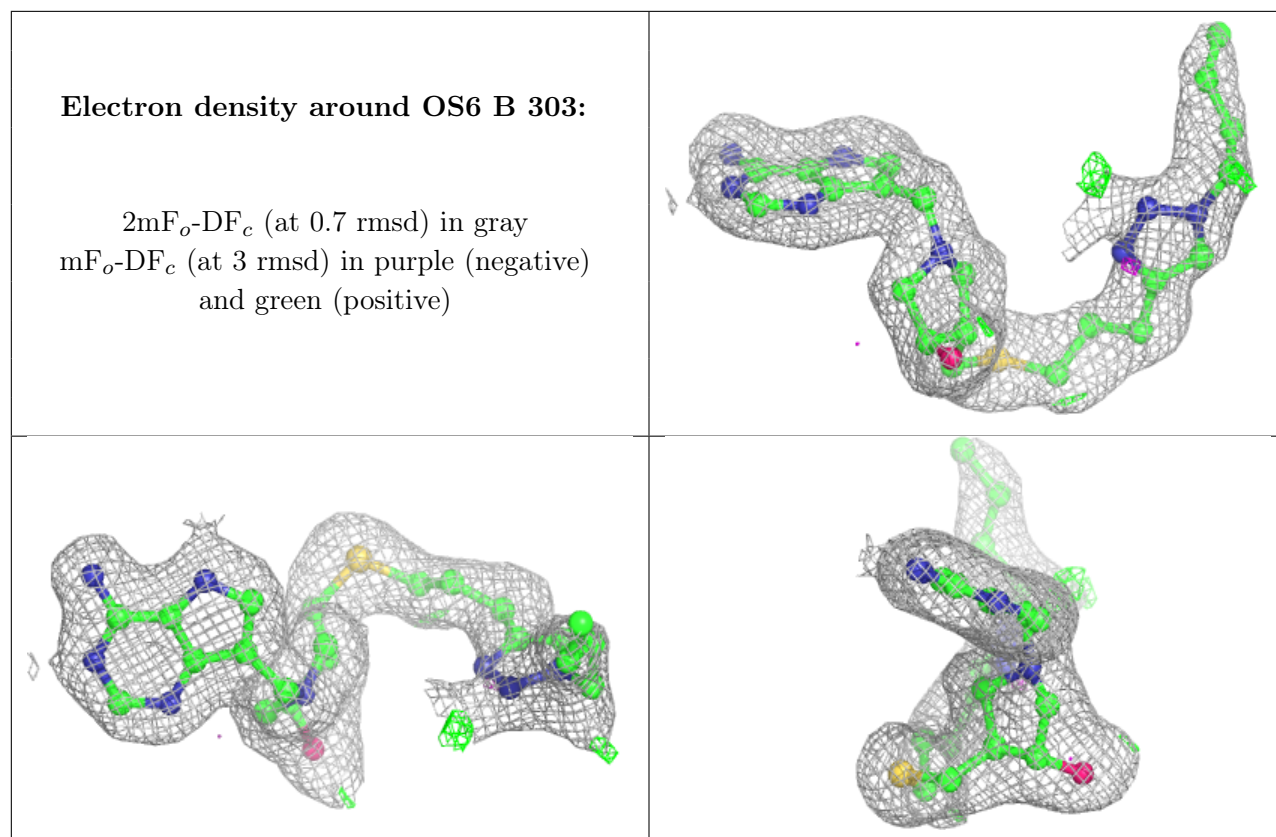 Electron density around OS6 B 303:
2mFₒ-DF𝒸 (at 0.7 rmsd) in gray
mFₒ-DF𝒸 (at 3 rmsd) in purple (negative)
and green (positive)